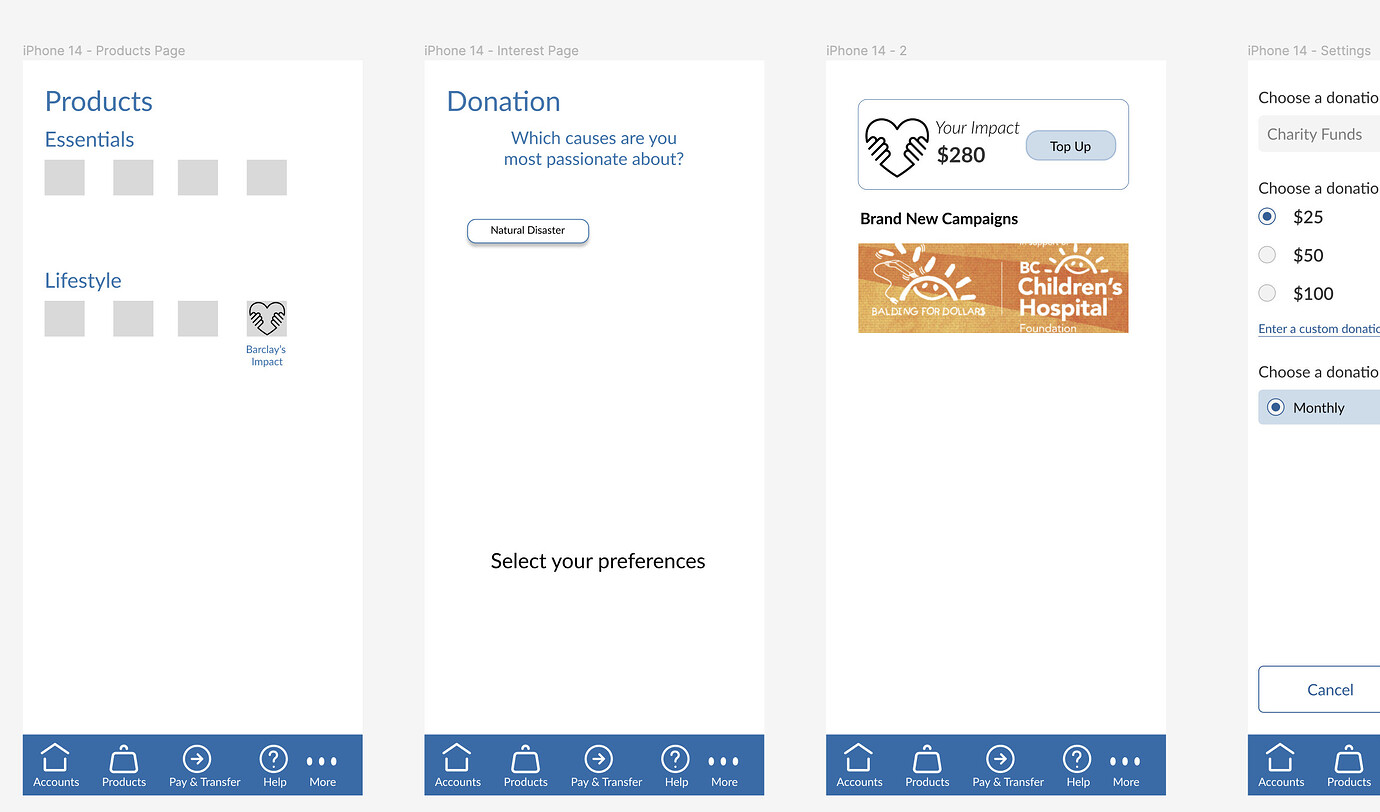 iPhone 14 - Products Page
Products
Essentials
Lifestyle
Barclay's
Impact
Accounts
Products
Pay & Transfer
Help
More
iPhone 14 - Interest Page
Donation
Which causes are you
most passionate about?
Natural Disaster
Select your preferences
Accounts
Products
Pay & Transfer
Help
More
iPhone 14 - 2
Your Impact
$280
Top Up
Brand New Campaigns
BALDING FOR DOLLAR$
in support of
BC
Children's
Hospital
Foundation
Accounts
Products
Pay & Transfer
Help
More
iPhone 14 - Settings
Choose a donatio
Charity Funds
Choose a donatio
$25
$50
$100
Enter a custom donatio
Choose a donatio
Monthly
Cancel
Accounts
Products